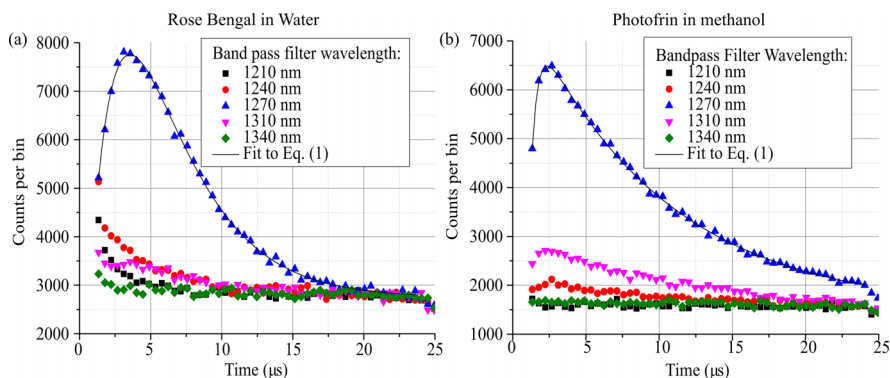 Rose Bengal in Water
(a)
8000
7000
6000
5000
4000
3000
2000
Counts per bin
Band pass filter wavelength:
1210 nm
1240 nm
1270 nm
1310 nm
1340 nm
Fit to Eq. (1)
0 5 10 15 20 25
Time (μs)
Photofrin in methanol
(b)
7000
6000
5000
4000
3000
2000
1000
Counts per bin
Bandpass Filter Wavelength:
1210 nm
1240 nm
1270 nm
1310 nm
1340 nm
Fit to Eq. (1)
0 5 10 15 20 25
Time (μs)